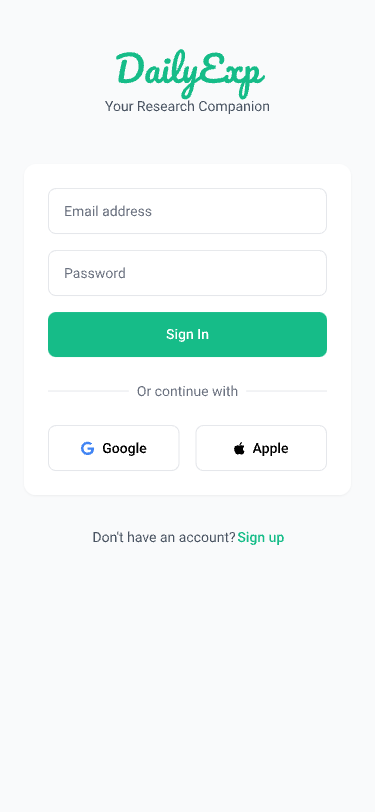 DailyExp
Your Research Companion
Email address
Password
Sign In
Or continue with
Google
Apple
Don't have an account? Sign up